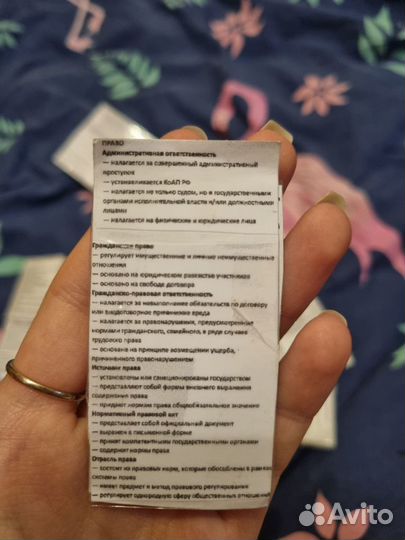 ПРАВО
Административная ответственность
— налагается за совершенный административный
проступок
— устанавливается КоАП РФ
— налагается не только судом, но и государственными
органами исполнительной власти и/или должностными
лицами
— налагается на физические и юридические лица
Гражданское право
— регулирует имущественные и личные неимущественные
отношения
— основано на юридическом равенстве участников
— основано на свободе договора
Гражданско-правовая ответственность
— налагается за невыполнение обязательств по договору
или внедоговорное причинение вреда
— налагается за правонарушения, предусмотренные
нормами гражданского, семейного, в ряде случаев
трудового права
— основана на принципе возмещения ущерба,
причиненного правонарушением
Источники права
— установлены или санкционированы государством
— представляют собой формы внешнего выражения
содержания права
— придают нормам права общеобязательное значение
Нормативный правовой акт
— представляет собой официальный документ
— выражен в письменной форме
— принят компетентными государственными органами
— содержит нормы права
Отрасль права
— состоит из правовых норм, которые обособлены в рамках
системы права
— имеет предмет и метод правового регулирования
— регулирует однородную сферу общественных отношений
Avito